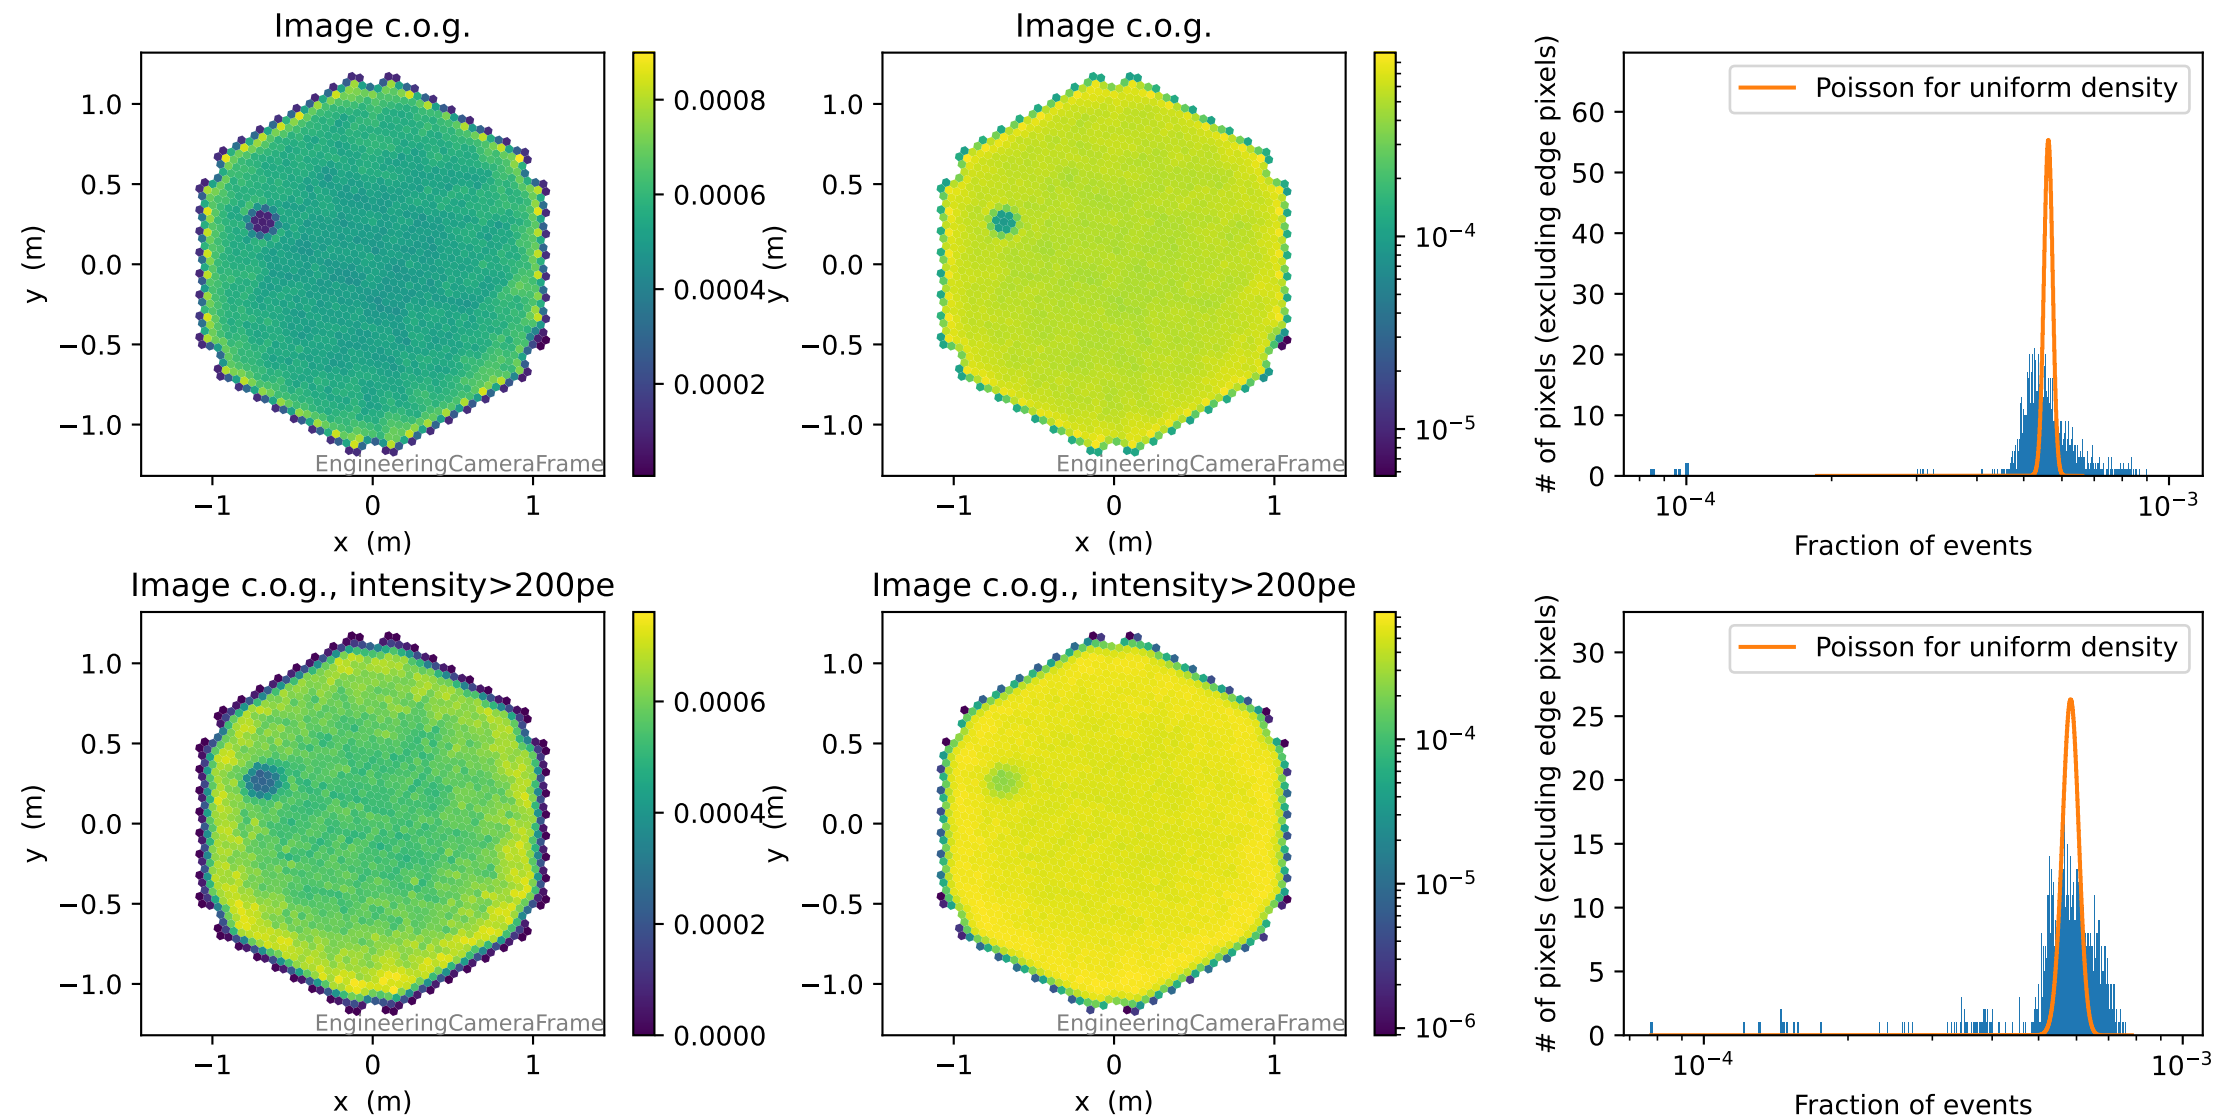 Image c.o.g.
1.0
0.5
0.0
−0.5
−1.0
y (m)
EngineeringCameraFrame
−1
0
1
x (m)
0.0008
0.0006
0.0004
0.0002
Image c.o.g.
1.0
0.5
0.0
−0.5
−1.0
y (m)
EngineeringCameraFrame
−1
0
1
x (m)
10⁻⁴
10⁻⁵
# of pixels (excluding edge pixels)
Poisson for uniform density
60
50
40
30
20
10
0
10⁻⁴
10⁻³
Fraction of events
Image c.o.g., intensity>200pe
1.0
0.5
0.0
−0.5
−1.0
y (m)
EngineeringCameraFrame
−1
0
1
x (m)
0.0006
0.0004
0.0002
0.0000
Image c.o.g., intensity>200pe
1.0
0.5
0.0
−0.5
−1.0
y (m)
EngineeringCameraFrame
−1
0
1
x (m)
10⁻⁴
10⁻⁵
10⁻⁶
# of pixels (excluding edge pixels)
Poisson for uniform density
30
25
20
15
10
5
0
10⁻⁴
10⁻³
Fraction of events